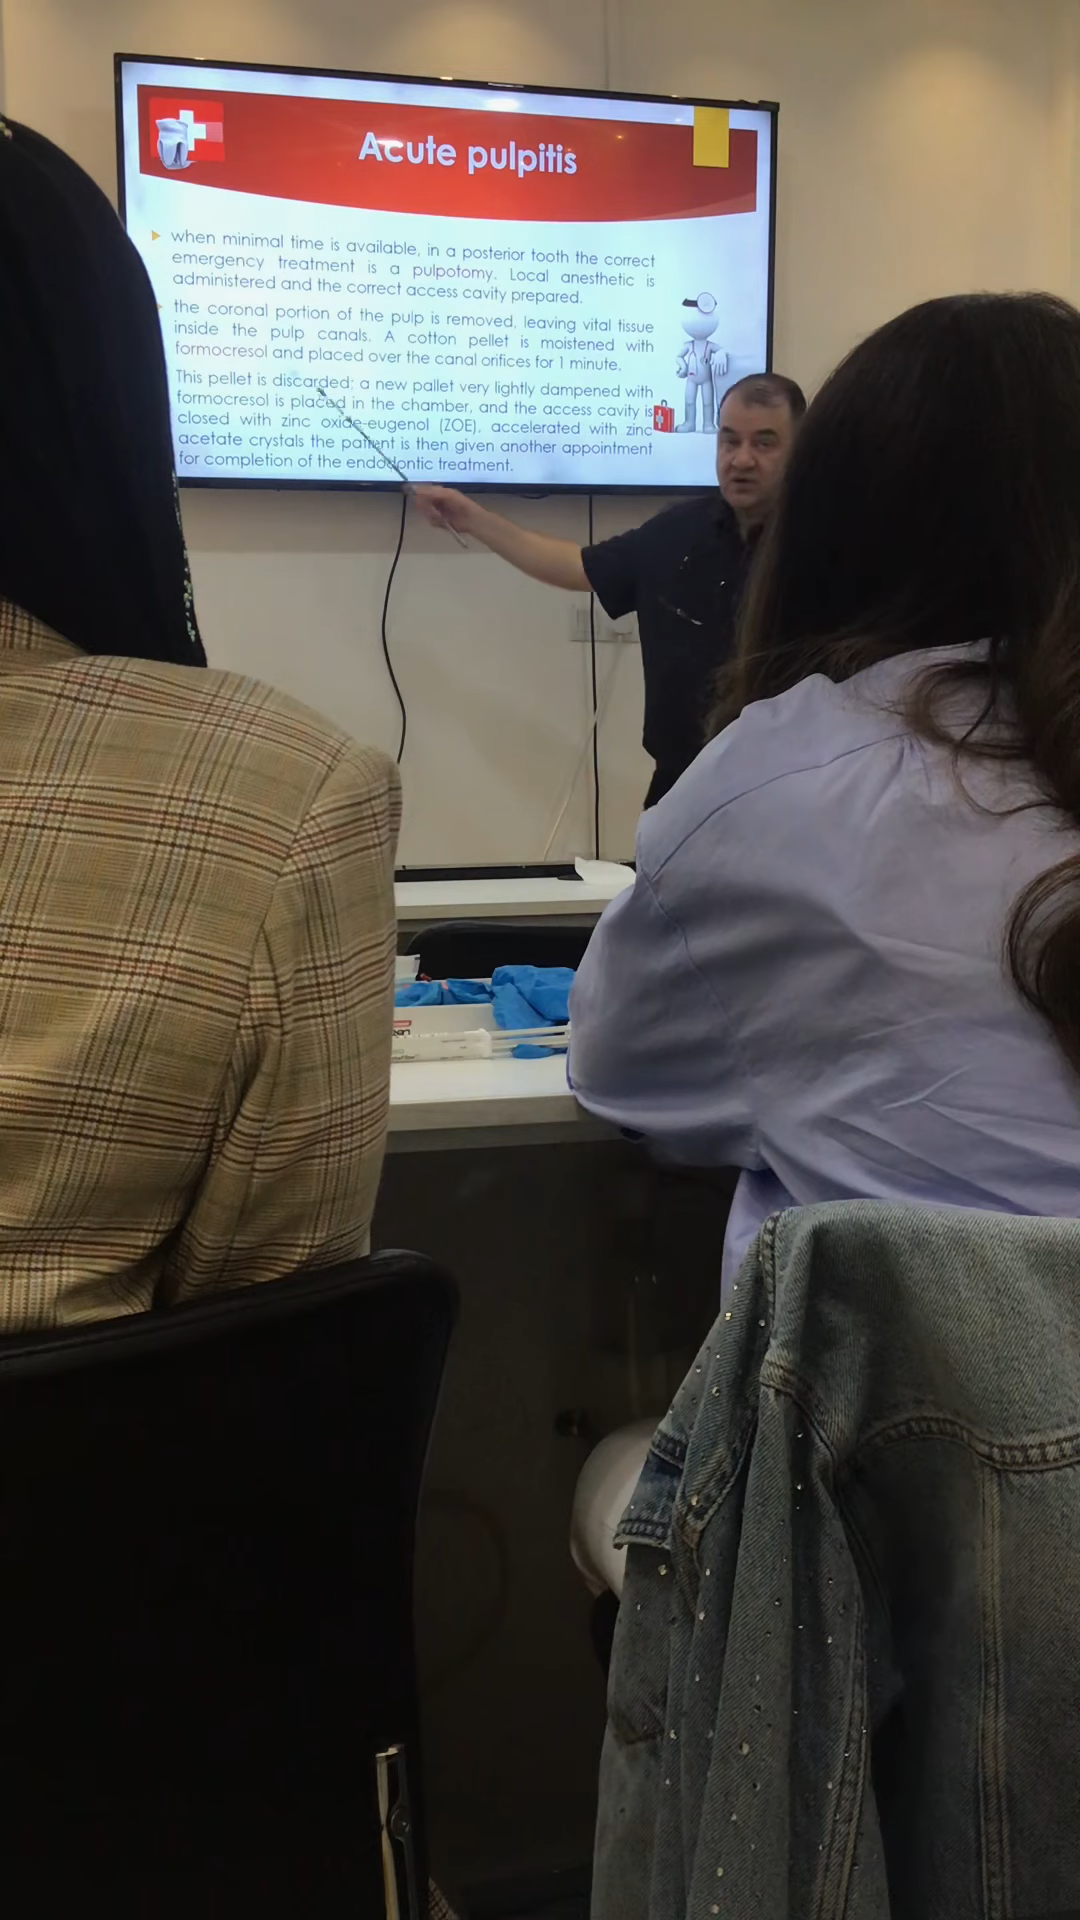 Acute pulpitis
when minimal time is available, in a posterior tooth the correct
emergency treatment is a pulpotomy. Local anesthetic is
administered and the correct access cavity prepared.
the coronal portion of the pulp is removed, leaving vital tissue
inside the pulp canals. A cotton pellet is moistened with
formocresol and placed over the canal orifices for 1 minute.
This pellet is discarded; a new pallet very lightly dampened with
formocresol is placed in the chamber, and the access cavity is
closed with zinc oxide-eugenol (ZOE), accelerated with zinc
acetate crystals the patient is then given another appointment
for completion of the endodontic treatment.